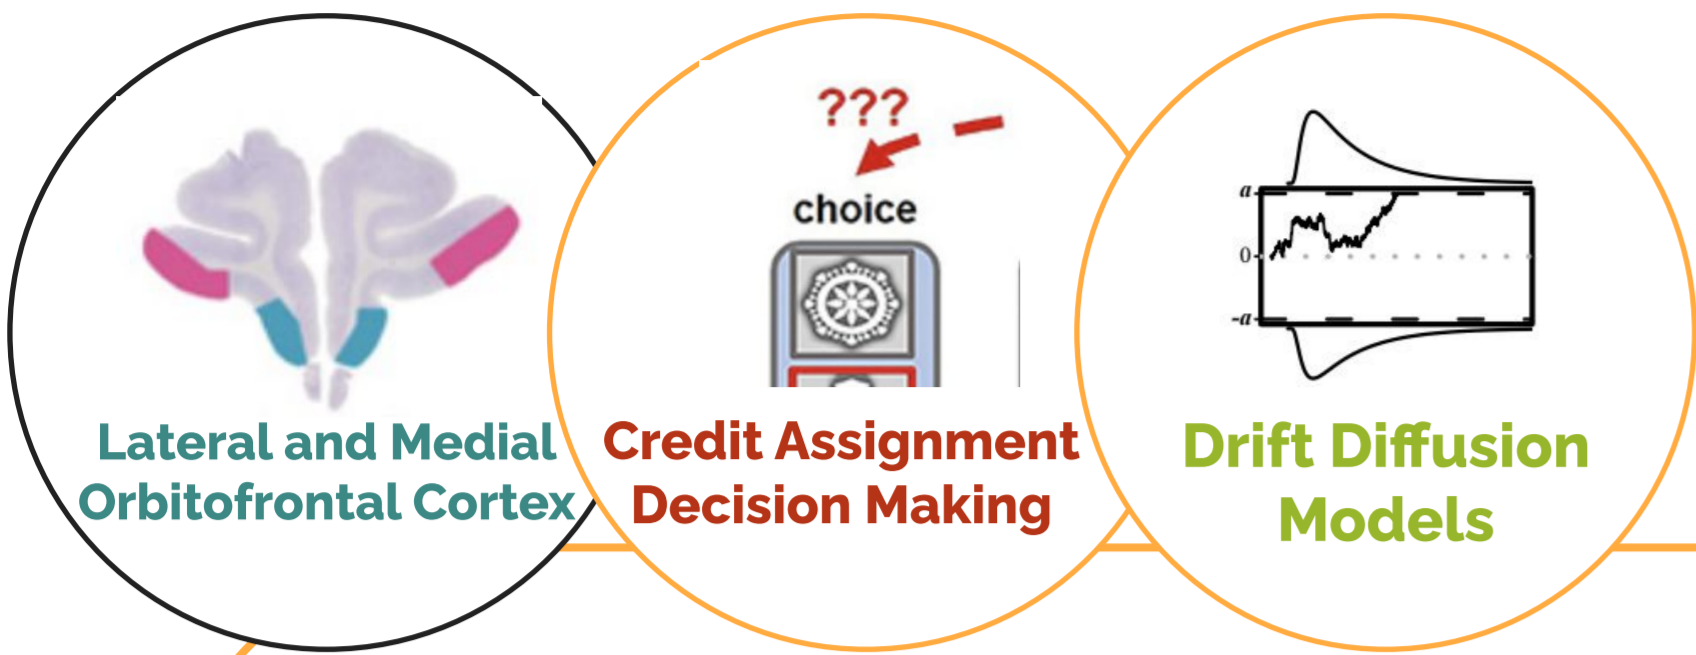 Lateral and Medial
Orbitofrontal Cortex
???
choice
Credit Assignment
Decision Making
a
0
-a
Drift Diffusion
Models